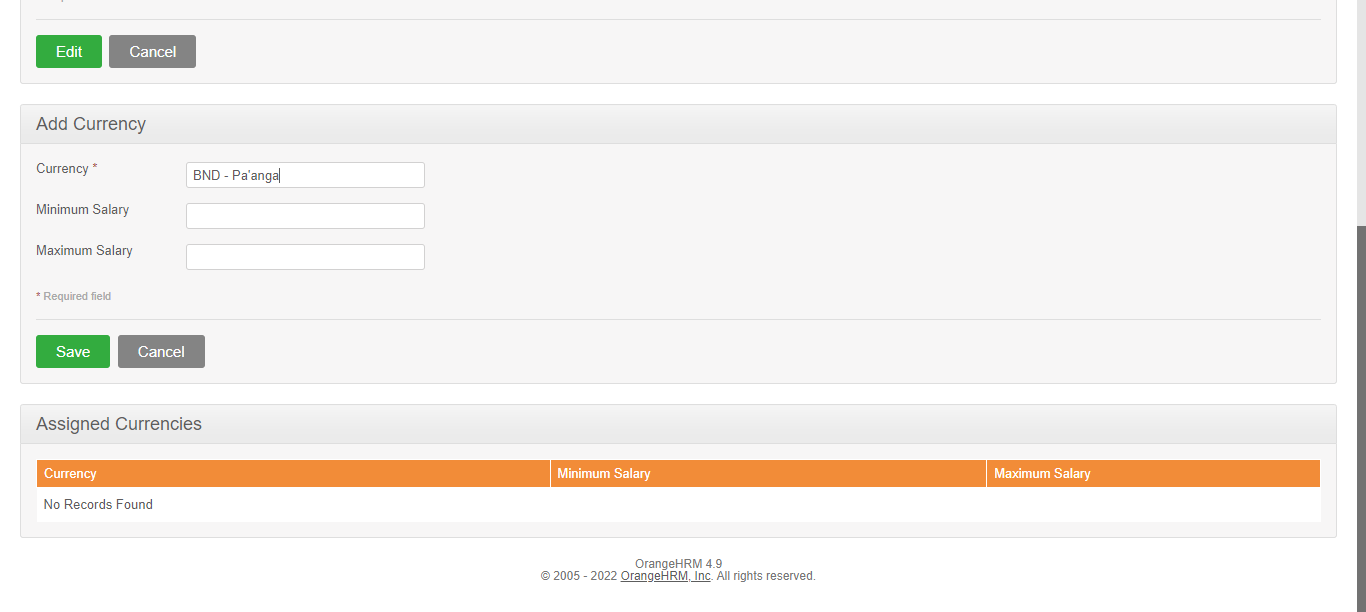 Edit Cancel
Add Currency
Currency *
BND - Pa'anga
Minimum Salary
Maximum Salary
* Required field
Save Cancel
Assigned Currencies
Currency Minimum Salary Maximum Salary
No Records Found
OrangeHRM 4.9
© 2005 - 2022 OrangeHRM, Inc. All rights reserved.